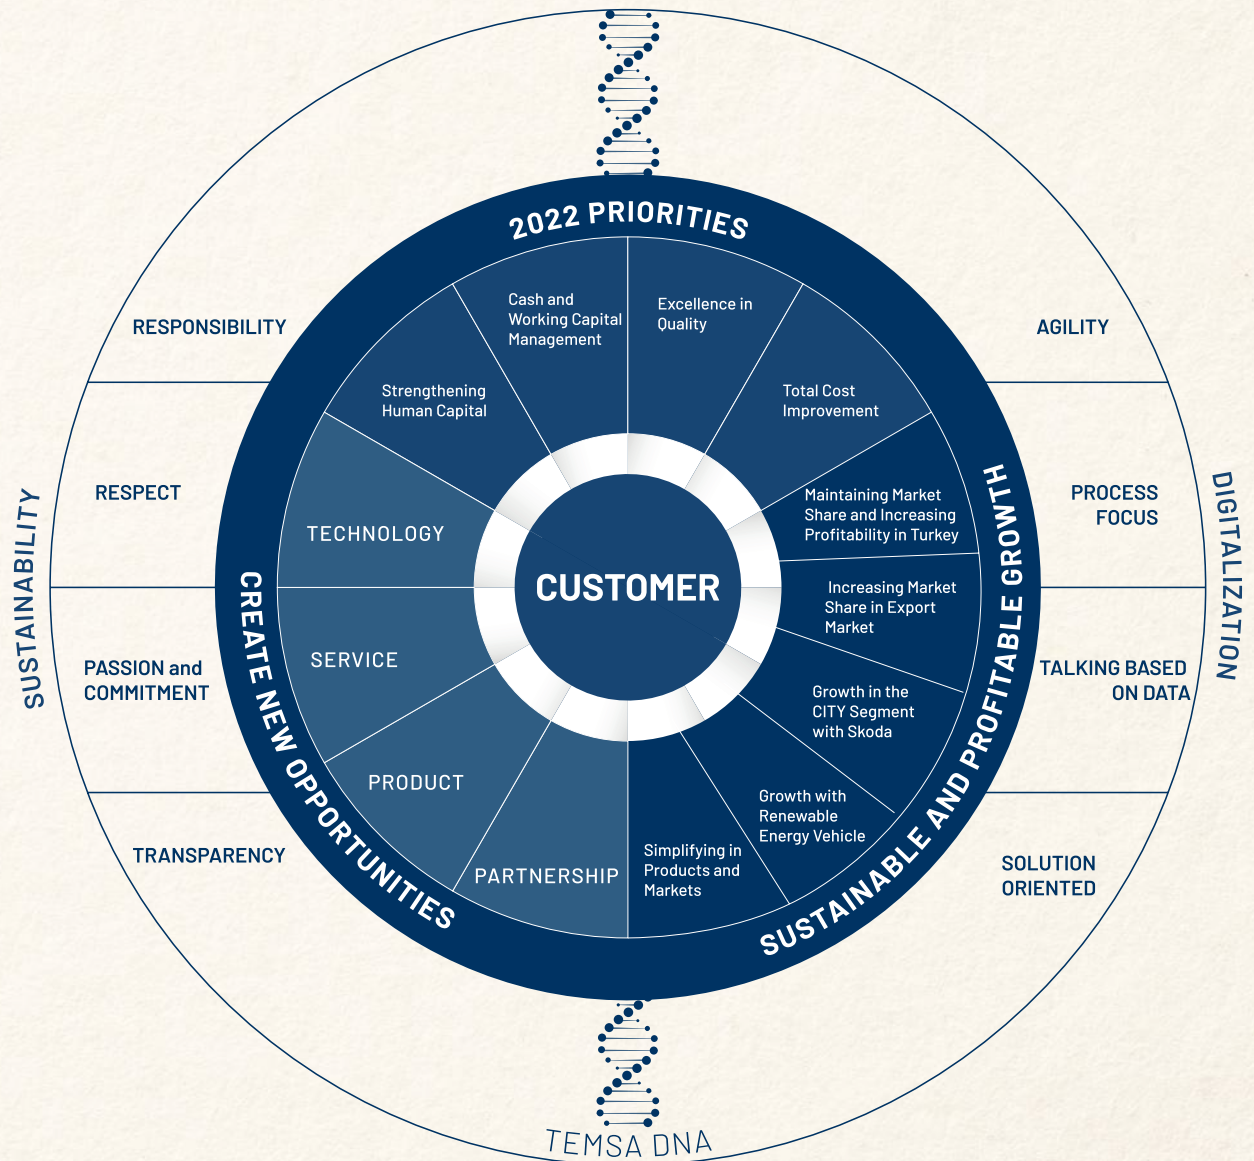 2022 PRIORITIES
Cash and
Working Capital
Management
Excellence in
Quality
Strengthening
Human Capital
Total Cost
Improvement
SUSTAINABLE AND PROFITABLE GROWTH
Maintaining Market
Share and Increasing
Profitability in Turkey
Increasing Market
Share in Export
Market
Growth in the
CITY Segment
with Skoda
Growth with
Renewable
Energy Vehicle
Simplifying in
Products and
Markets
CREATE NEW OPPORTUNITIES
TECHNOLOGY
SERVICE
PRODUCT
PARTNERSHIP
CUSTOMER
SUSTAINABILITY
RESPONSIBILITY
RESPECT
PASSION and
COMMITMENT
TRANSPARENCY
DIGITALIZATION
AGILITY
PROCESS
FOCUS
TALKING BASED
ON DATA
SOLUTION
ORIENTED
TEMSA DNA